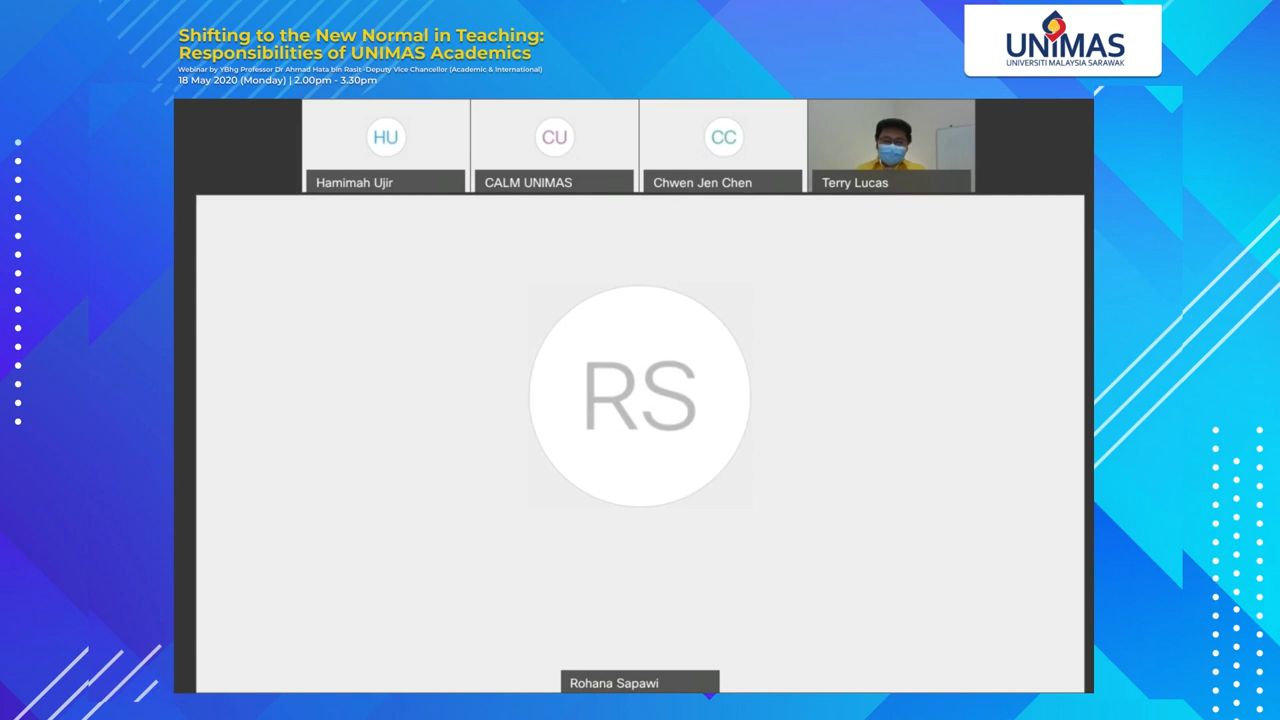 Shifting to the New Normal in Teaching:
Responsibilities of UNIMAS Academics
Webinar by YBhg Professor Dr Ahmad Hata bin Rasit-Deputy Vice Chancellor (Academic & International)
18 May 2020 (Monday) | 2.00pm - 3.30pm
UNIMAS
UNIVERSITI MALAYSIA SARAWAK
HU
CU
CC
Hamimah Ujir
CALM UNIMAS
Chwen Jen Chen
Terry Lucas
RS
Rohana Sapawi